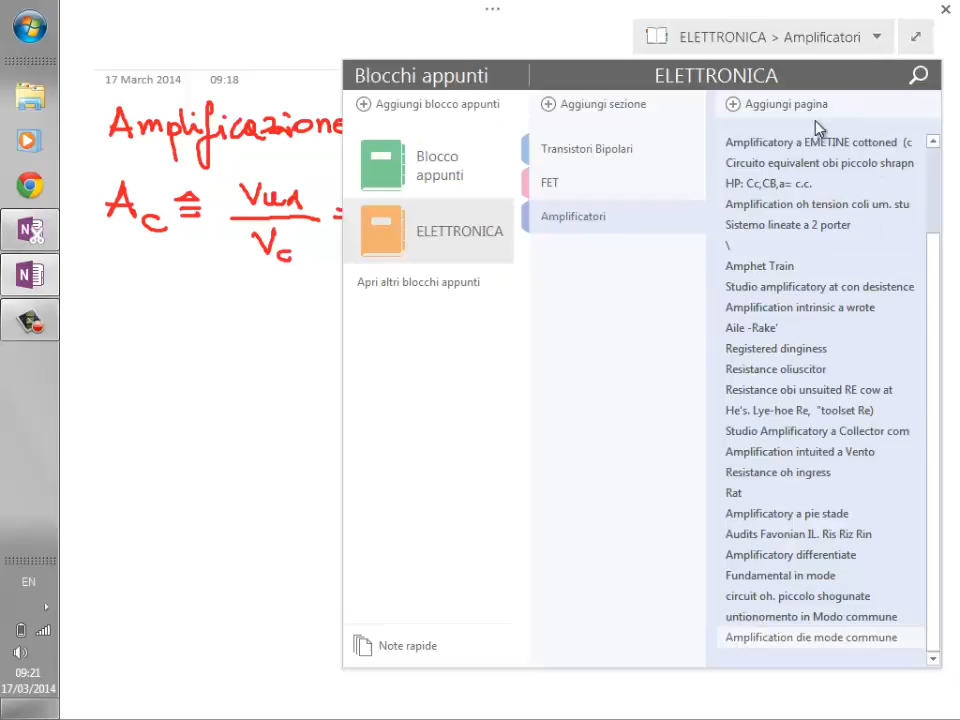 ELETTRONICA > Amplificatori
17 March 2014 09:18
Amplificazione
Ac ≙ Vun / Vc =
Blocchi appunti
ELETTRONICA
Aggiungi blocco appunti
Aggiungi sezione
Aggiungi pagina
Blocco appunti
ELETTRONICA
Apri altri blocchi appunti
Note rapide
Transistori Bipolari
FET
Amplificatori
Amplificatory a EMETINE cottoned (c
Circuito equivalent obi piccolo shrapn
HP: Cc,CB,a= c.c.
Amplification oh tension coli um. stu
Sistemo lineate a 2 porter
\
Amphet Train
Studio amplificatory at con desistence
Amplification intrinsic a wrote
Aile -Rake'
Registered dinginess
Resistance oliuscitor
Resistance obi unsuited RE cow at
He's. Lye-hoe Re, "toolset Re)
Studio Amplificatory a Collector com
Amplification intuited a Vento
Resistance oh ingress
Rat
Amplificatory a pie stade
Audits Favonian IL. Ris Riz Rin
Amplificatory differentiate
Fundamental in mode
circuit oh. piccolo shogunate
untionomento in Modo commune
Amplification die mode commune
EN
09:21
17/03/2014